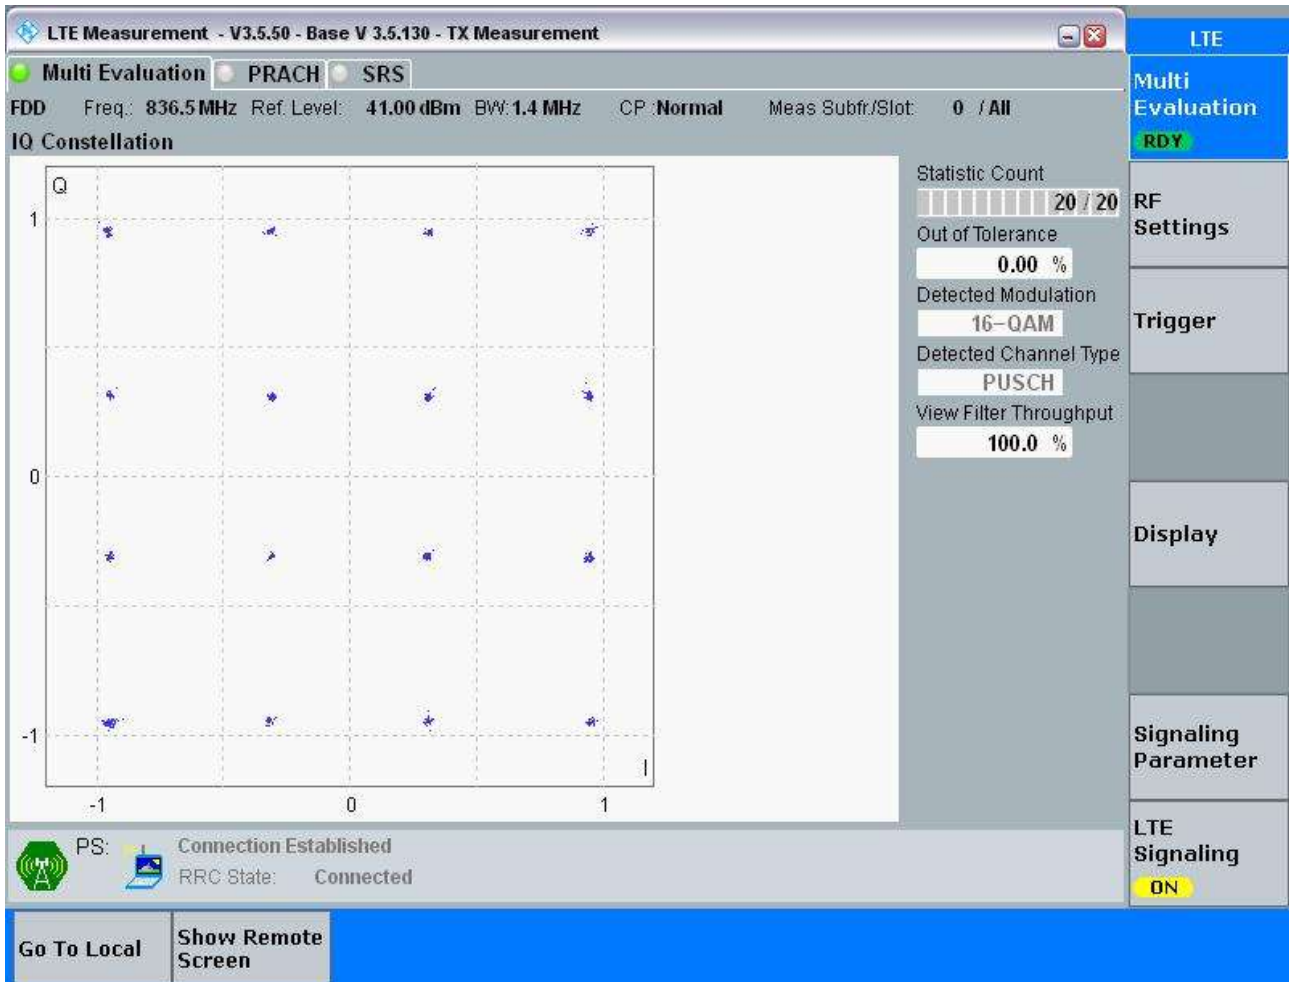 LTE Measurement - V3.5.50 - Base V 3.5.130 - TX Measurement
Multi Evaluation PRACH SRS
FDD Freq.: 836.5 MHz Ref. Level: 41.00 dBm BW: 1.4 MHz CP :Normal Meas Subfr./Slot: 0 / All
IQ Constellation
Q
1
0
-1
I
-1 0 1
Statistic Count
20 / 20
Out of Tolerance
0.00 %
Detected Modulation
16-QAM
Detected Channel Type
PUSCH
View Filter Throughput
100.0 %
PS: Connection Established
RRC State: Connected
LTE
Multi
Evaluation
RDY
RF
Settings
Trigger
Display
Signaling
Parameter
LTE
Signaling
ON
Go To Local
Show Remote
Screen